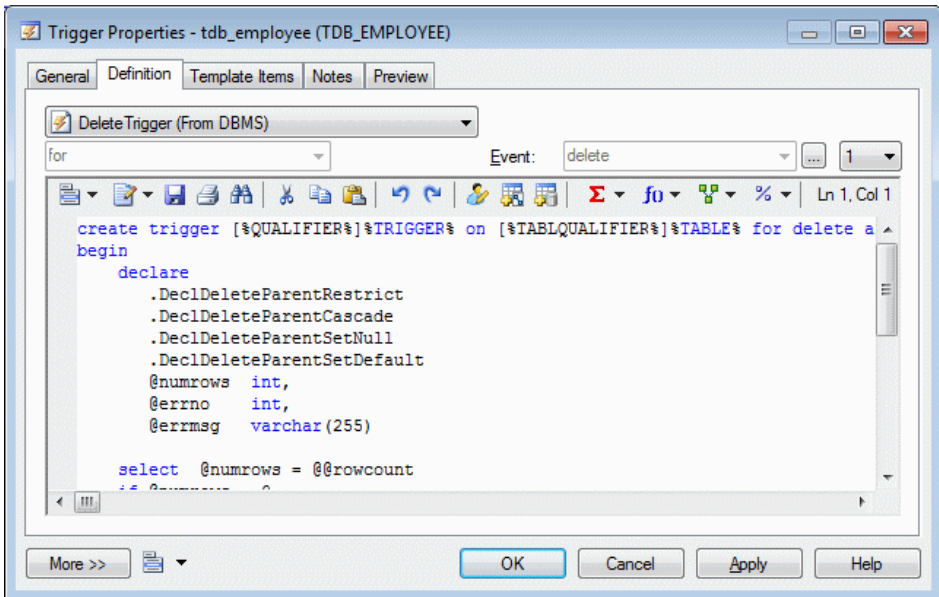 Trigger Properties - tdb_employee (TDB_EMPLOYEE)
General Definition Template Items Notes Preview
DeleteTrigger (From DBMS)
for Event: delete ... 1
Σ f() % Ln 1, Col 1
create trigger [%QUALIFIER%]%TRIGGER% on [%TABLQUALIFIER%]%TABLE% for delete a
begin
declare
.DeclDeleteParentRestrict
.DeclDeleteParentCascade
.DeclDeleteParentSetNull
.DeclDeleteParentSetDefault
@numrows int,
@errno int,
@errmsg varchar(255)
select @numrows = @@rowcount
More >> OK Cancel Apply Help